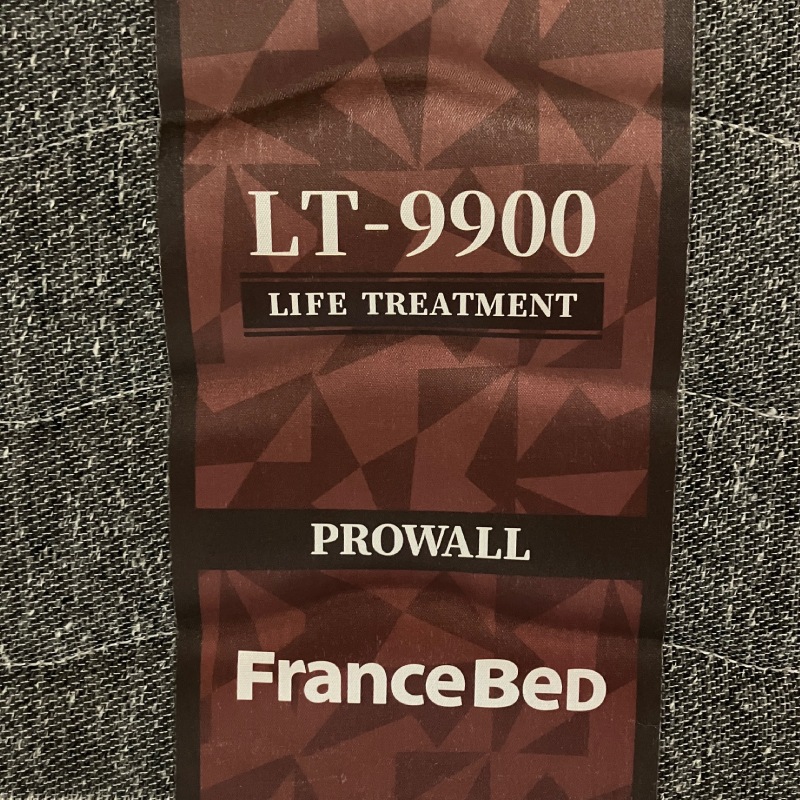 LT-9900
LIFE TREATMENT
PROWALL
FRANCEBED